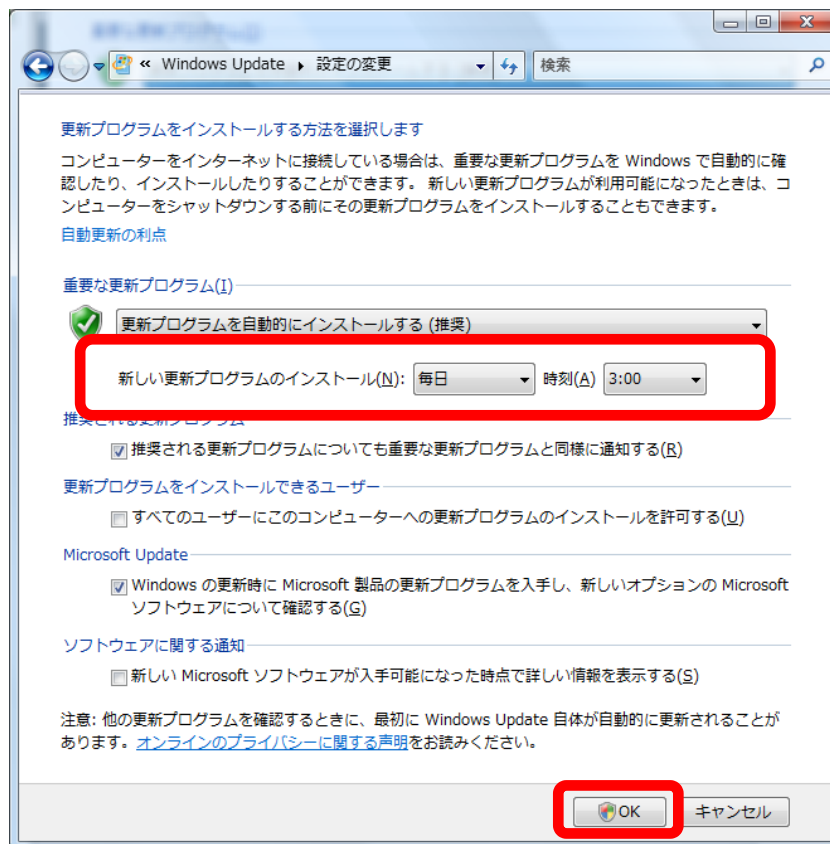 « Windows Update ▸ 設定の変更
検索
更新プログラムをインストールする方法を選択します
コンピューターをインターネットに接続している場合は、重要な更新プログラムを Windows で自動的に確
認したり、インストールしたりすることができます。 新しい更新プログラムが利用可能になったときは、コ
ンピューターをシャットダウンする前にその更新プログラムをインストールすることもできます。
自動更新の利点
重要な更新プログラム(I)
更新プログラムを自動的にインストールする (推奨)
新しい更新プログラムのインストール(N): 毎日 時刻(A) 3:00
推奨される更新プログラム
推奨される更新プログラムについても重要な更新プログラムと同様に通知する(R)
更新プログラムをインストールできるユーザー
すべてのユーザーにこのコンピューターへの更新プログラムのインストールを許可する(U)
Microsoft Update
Windows の更新時に Microsoft 製品の更新プログラムを入手し、新しいオプションの Microsoft
ソフトウェアについて確認する(G)
ソフトウェアに関する通知
新しい Microsoft ソフトウェアが入手可能になった時点で詳しい情報を表示する(S)
注意: 他の更新プログラムを確認するときに、最初に Windows Update 自体が自動的に更新されることが
あります。オンラインのプライバシーに関する声明をお読みください。
OK
キャンセル